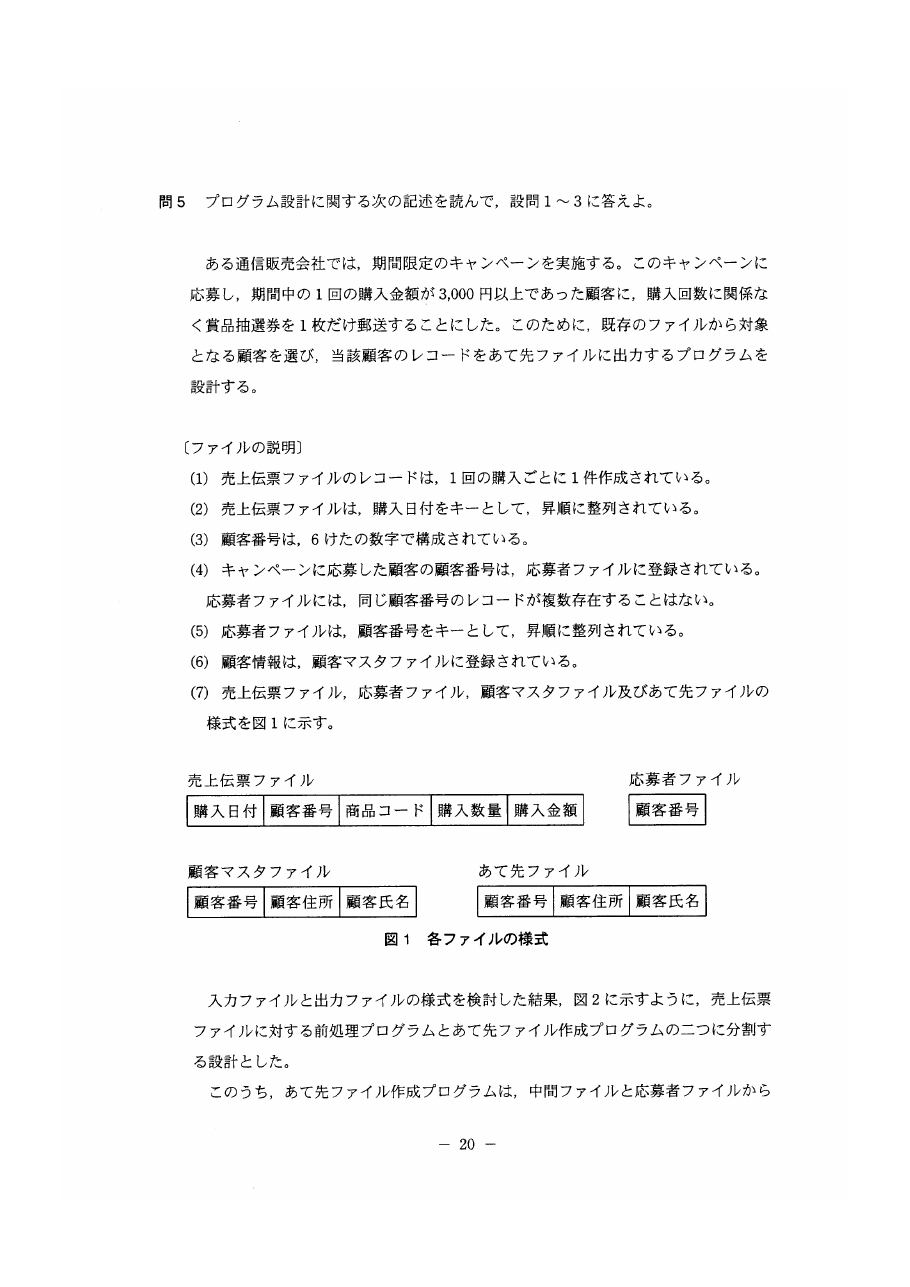 問5 プログラム設計に関する次の記述を読んで，設問1～3に答えよ。
ある通信販売会社では，期間限定のキャンペーンを実施する。このキャンペーンに
応募し，期間中の1回の購入金額が3,000円以上であった顧客に，購入回数に関係な
く賞品抽選券を1枚だけ郵送することにした。このために，既存のファイルから対象
となる顧客を選び，当該顧客のレコードをあて先ファイルに出力するプログラムを
設計する。
〔ファイルの説明〕
(1) 売上伝票ファイルのレコードは，1回の購入ごとに1件作成されている。
(2) 売上伝票ファイルは，購入日付をキーとして，昇順に整列されている。
(3) 顧客番号は，6けたの数字で構成されている。
(4) キャンペーンに応募した顧客の顧客番号は，応募者ファイルに登録されている。
応募者ファイルには，同じ顧客番号のレコードが複数存在することはない。
(5) 応募者ファイルは，顧客番号をキーとして，昇順に整列されている。
(6) 顧客情報は，顧客マスタファイルに登録されている。
(7) 売上伝票ファイル，応募者ファイル，顧客マスタファイル及びあて先ファイルの
様式を図1に示す。
売上伝票ファイル 応募者ファイル
購入日付 顧客番号 商品コード 購入数量 購入金額 顧客番号
顧客マスタファイル あて先ファイル
顧客番号 顧客住所 顧客氏名 顧客番号 顧客住所 顧客氏名
図1 各ファイルの様式
入力ファイルと出力ファイルの様式を検討した結果，図2に示すように，売上伝票
ファイルに対する前処理プログラムとあて先ファイル作成プログラムの二つに分割す
る設計とした。
このうち，あて先ファイル作成プログラムは，中間ファイルと応募者ファイルから
－ 20 －